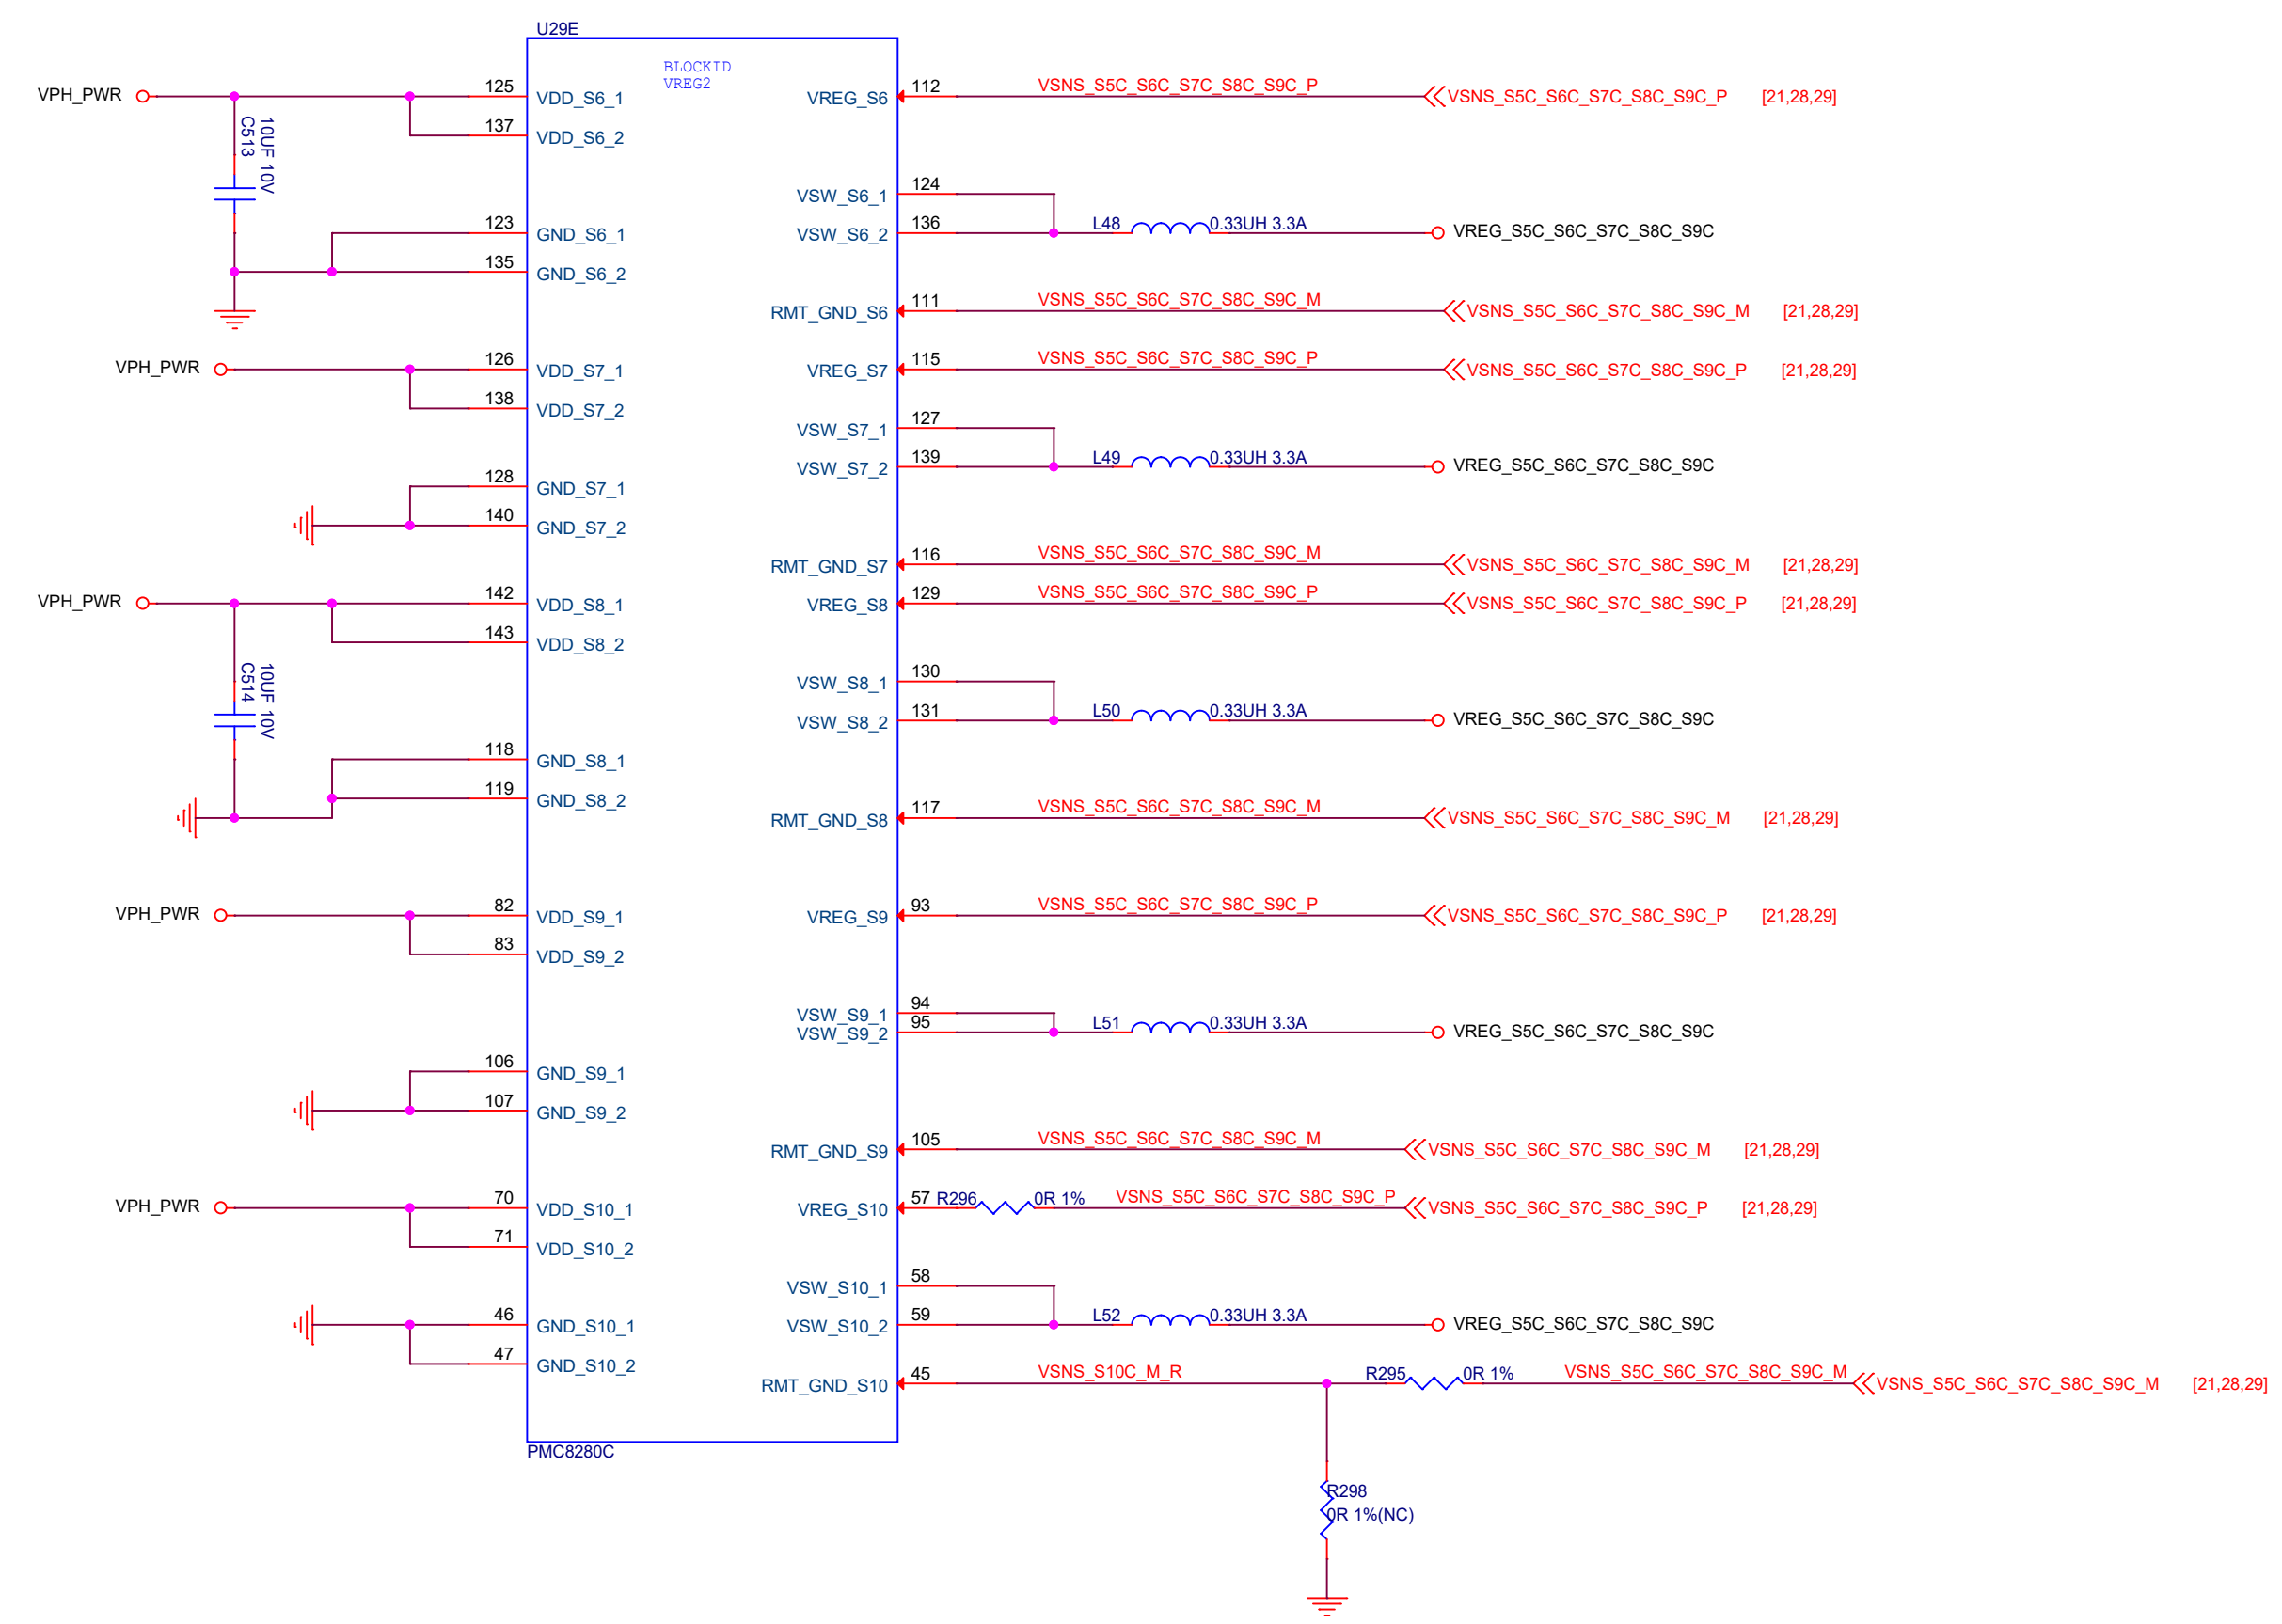 U29E
BLOCKID
VREG2
VPH_PWR
125 VDD_S6_1
137 VDD_S6_2
C513
10UF 10V
123 GND_S6_1
135 GND_S6_2
VPH_PWR
126 VDD_S7_1
138 VDD_S7_2
128 GND_S7_1
140 GND_S7_2
VPH_PWR
142 VDD_S8_1
143 VDD_S8_2
C514
10UF 10V
118 GND_S8_1
119 GND_S8_2
VPH_PWR
82 VDD_S9_1
83 VDD_S9_2
106 GND_S9_1
107 GND_S9_2
VPH_PWR
70 VDD_S10_1
71 VDD_S10_2
46 GND_S10_1
47 GND_S10_2
VREG_S6 112 VSNS_S5C_S6C_S7C_S8C_S9C_P VSNS_S5C_S6C_S7C_S8C_S9C_P [21,28,29]
VSW_S6_1 124
VSW_S6_2 136 L48 0.33UH 3.3A VREG_S5C_S6C_S7C_S8C_S9C
RMT_GND_S6 111 VSNS_S5C_S6C_S7C_S8C_S9C_M VSNS_S5C_S6C_S7C_S8C_S9C_M [21,28,29]
VREG_S7 115 VSNS_S5C_S6C_S7C_S8C_S9C_P VSNS_S5C_S6C_S7C_S8C_S9C_P [21,28,29]
VSW_S7_1 127
VSW_S7_2 139 L49 0.33UH 3.3A VREG_S5C_S6C_S7C_S8C_S9C
RMT_GND_S7 116 VSNS_S5C_S6C_S7C_S8C_S9C_M VSNS_S5C_S6C_S7C_S8C_S9C_M [21,28,29]
VREG_S8 129 VSNS_S5C_S6C_S7C_S8C_S9C_P VSNS_S5C_S6C_S7C_S8C_S9C_P [21,28,29]
VSW_S8_1 130
VSW_S8_2 131 L50 0.33UH 3.3A VREG_S5C_S6C_S7C_S8C_S9C
RMT_GND_S8 117 VSNS_S5C_S6C_S7C_S8C_S9C_M VSNS_S5C_S6C_S7C_S8C_S9C_M [21,28,29]
VREG_S9 93 VSNS_S5C_S6C_S7C_S8C_S9C_P VSNS_S5C_S6C_S7C_S8C_S9C_P [21,28,29]
VSW_S9_1 94
VSW_S9_2 95 L51 0.33UH 3.3A VREG_S5C_S6C_S7C_S8C_S9C
RMT_GND_S9 105 VSNS_S5C_S6C_S7C_S8C_S9C_M VSNS_S5C_S6C_S7C_S8C_S9C_M [21,28,29]
VREG_S10 57 R296 0R 1% VSNS_S5C_S6C_S7C_S8C_S9C_P VSNS_S5C_S6C_S7C_S8C_S9C_P [21,28,29]
VSW_S10_1 58
VSW_S10_2 59 L52 0.33UH 3.3A VREG_S5C_S6C_S7C_S8C_S9C
RMT_GND_S10 45 VSNS_S10C_M_R R295 0R 1% VSNS_S5C_S6C_S7C_S8C_S9C_M VSNS_S5C_S6C_S7C_S8C_S9C_M [21,28,29]
PMC8280C
R298
0R 1%(NC)